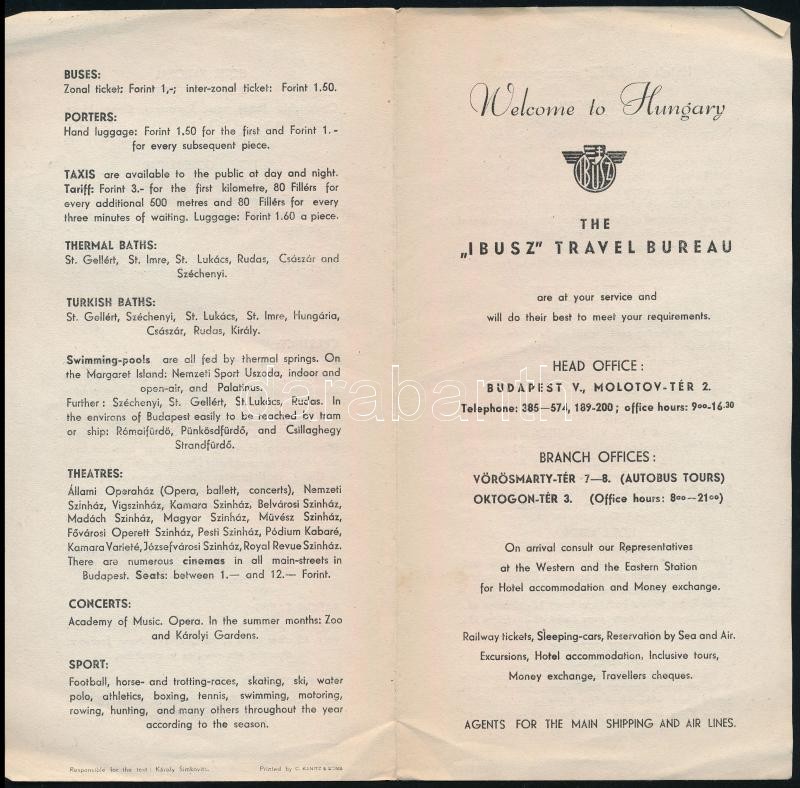 BUSES:
Zonal ticket: Forint 1,-; inter-zonal ticket: Forint 1.50.
PORTERS:
Hand luggage: Forint 1.50 for the first and Forint 1.-
for every subsequent piece.
TAXIS are available to the public at day and night.
Tariff: Forint 3.- for the first kilometre, 80 Fillérs for
every additional 500 metres and 80 Fillérs for every
three minutes of waiting. Luggage: Forint 1.60 a piece.
THERMAL BATHS:
St. Gellért, St. Imre, St. Lukács, Rudas, Császár and
Széchenyi.
TURKISH BATHS:
St. Gellért, Széchenyi, St. Lukács, St. Imre, Hungária,
Császár, Rudas, Király.
Swimming-pools are all fed by thermal springs. On
the Margaret Island: Nemzeti Sport Uszoda, indoor and
open-air, and Palatinus.
Further: Széchenyi, St. Gellért, St. Lukács, Rudas. In
the environs of Budapest easily to be reached by tram
or ship: Rómaifürdő, Pünkösdfürdő, and Csillaghegy
Strandfürdő.
THEATRES:
Állami Operaház (Opera, ballett, concerts), Nemzeti
Szinház, Vigszinház, Kamara Szinház, Belvárosi Szinház,
Madách Szinház, Magyar Szinház, Müvész Szinház,
Fővárosi Operett Szinház, Pesti Szinház, Pódium Kabaré,
Kamara Varieté, Józsefvárosi Szinház, Royal Revue Szinház.
There are numerous cinemas in all main-streets in
Budapest. Seats: between 1.— and 12.— Forint.
CONCERTS:
Academy of Music. Opera. In the summer months: Zoo
and Károlyi Gardens.
SPORT:
Football, horse- and trotting-races, skating, ski, water
polo, athletics, boxing, tennis, swimming, motoring,
rowing, hunting, and many others throughout the year
according to the season.
Responsible for the text: Károly Simkovits. Printed by C. KANITZ & SONS
Welcome to Hungary
IBUSZ
THE
„IBUSZ" TRAVEL BUREAU
are at your service and
will do their best to meet your requirements.
HEAD OFFICE:
BUDAPEST V., MOLOTOV-TÉR 2.
Telephone: 385—574, 189-200; office hours: 9⁰⁰-16.³⁰
BRANCH OFFICES:
VÖRÖSMARTY-TÉR 7—8. (AUTOBUS TOURS)
OKTOGON-TÉR 3. (Office hours: 8⁰⁰—21⁰⁰)
On arrival consult our Representatives
at the Western and the Eastern Station
for Hotel accommodation and Money exchange.
Railway tickets, Sleeping-cars, Reservation by Sea and Air.
Excursions, Hotel accommodation, Inclusive tours,
Money exchange, Travellers cheques.
AGENTS FOR THE MAIN SHIPPING AND AIR LINES.
darabanth